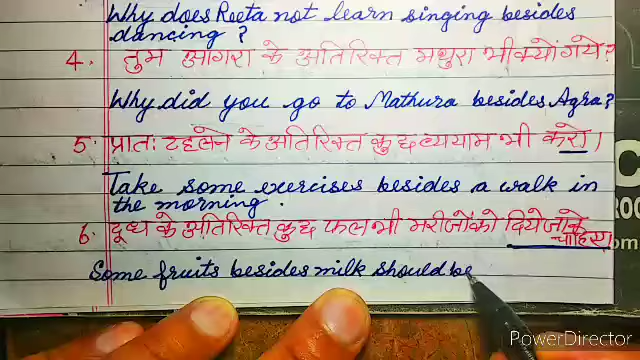 Why does Reeta not learn singing besides
dancing ?
4. तुम आगरा के अतिरिक्त मथुरा भी क्यों गये ?
Why did you go to Mathura besides Agra?
5. प्रातः टहलने के अतिरिक्त कुछ व्ययाम भी करो ।
Take some exercises besides a walk in
the morning.
6. दूध के अतिरिक्त कुछ फल भी मरीजों को दिये जाने
चाहिए।
Some fruits besides milk should be
PowerDirector